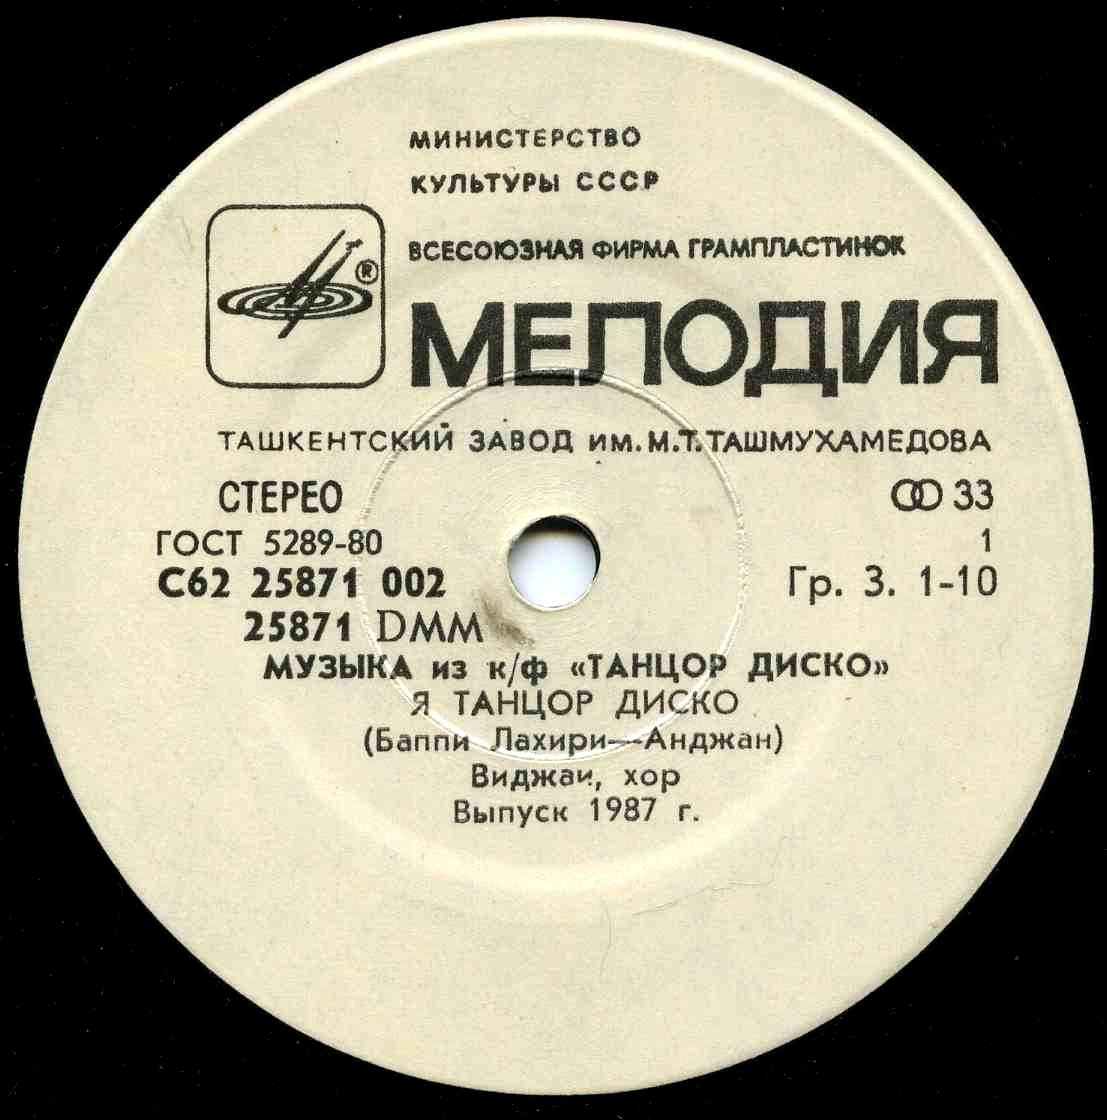 МИНИСТЕРСТВО
КУЛЬТУРЫ СССР
®
ВСЕСОЮЗНАЯ ФИРМА ГРАМПЛАСТИНОК
МЕЛОДИЯ
ТАШКЕНТСКИЙ ЗАВОД ИМ. М.Т. ТАШМУХАМЕДОВА
СТЕРЕО 33
ГОСТ 5289-80 1
С62 25871 002 Гр. 3. 1-10
25871 DMM
МУЗЫКА из к/ф «ТАНЦОР ДИСКО»
Я ТАНЦОР ДИСКО
(Баппи Лахири—Анджан)
Виджаи, хор
Выпуск 1987 г.